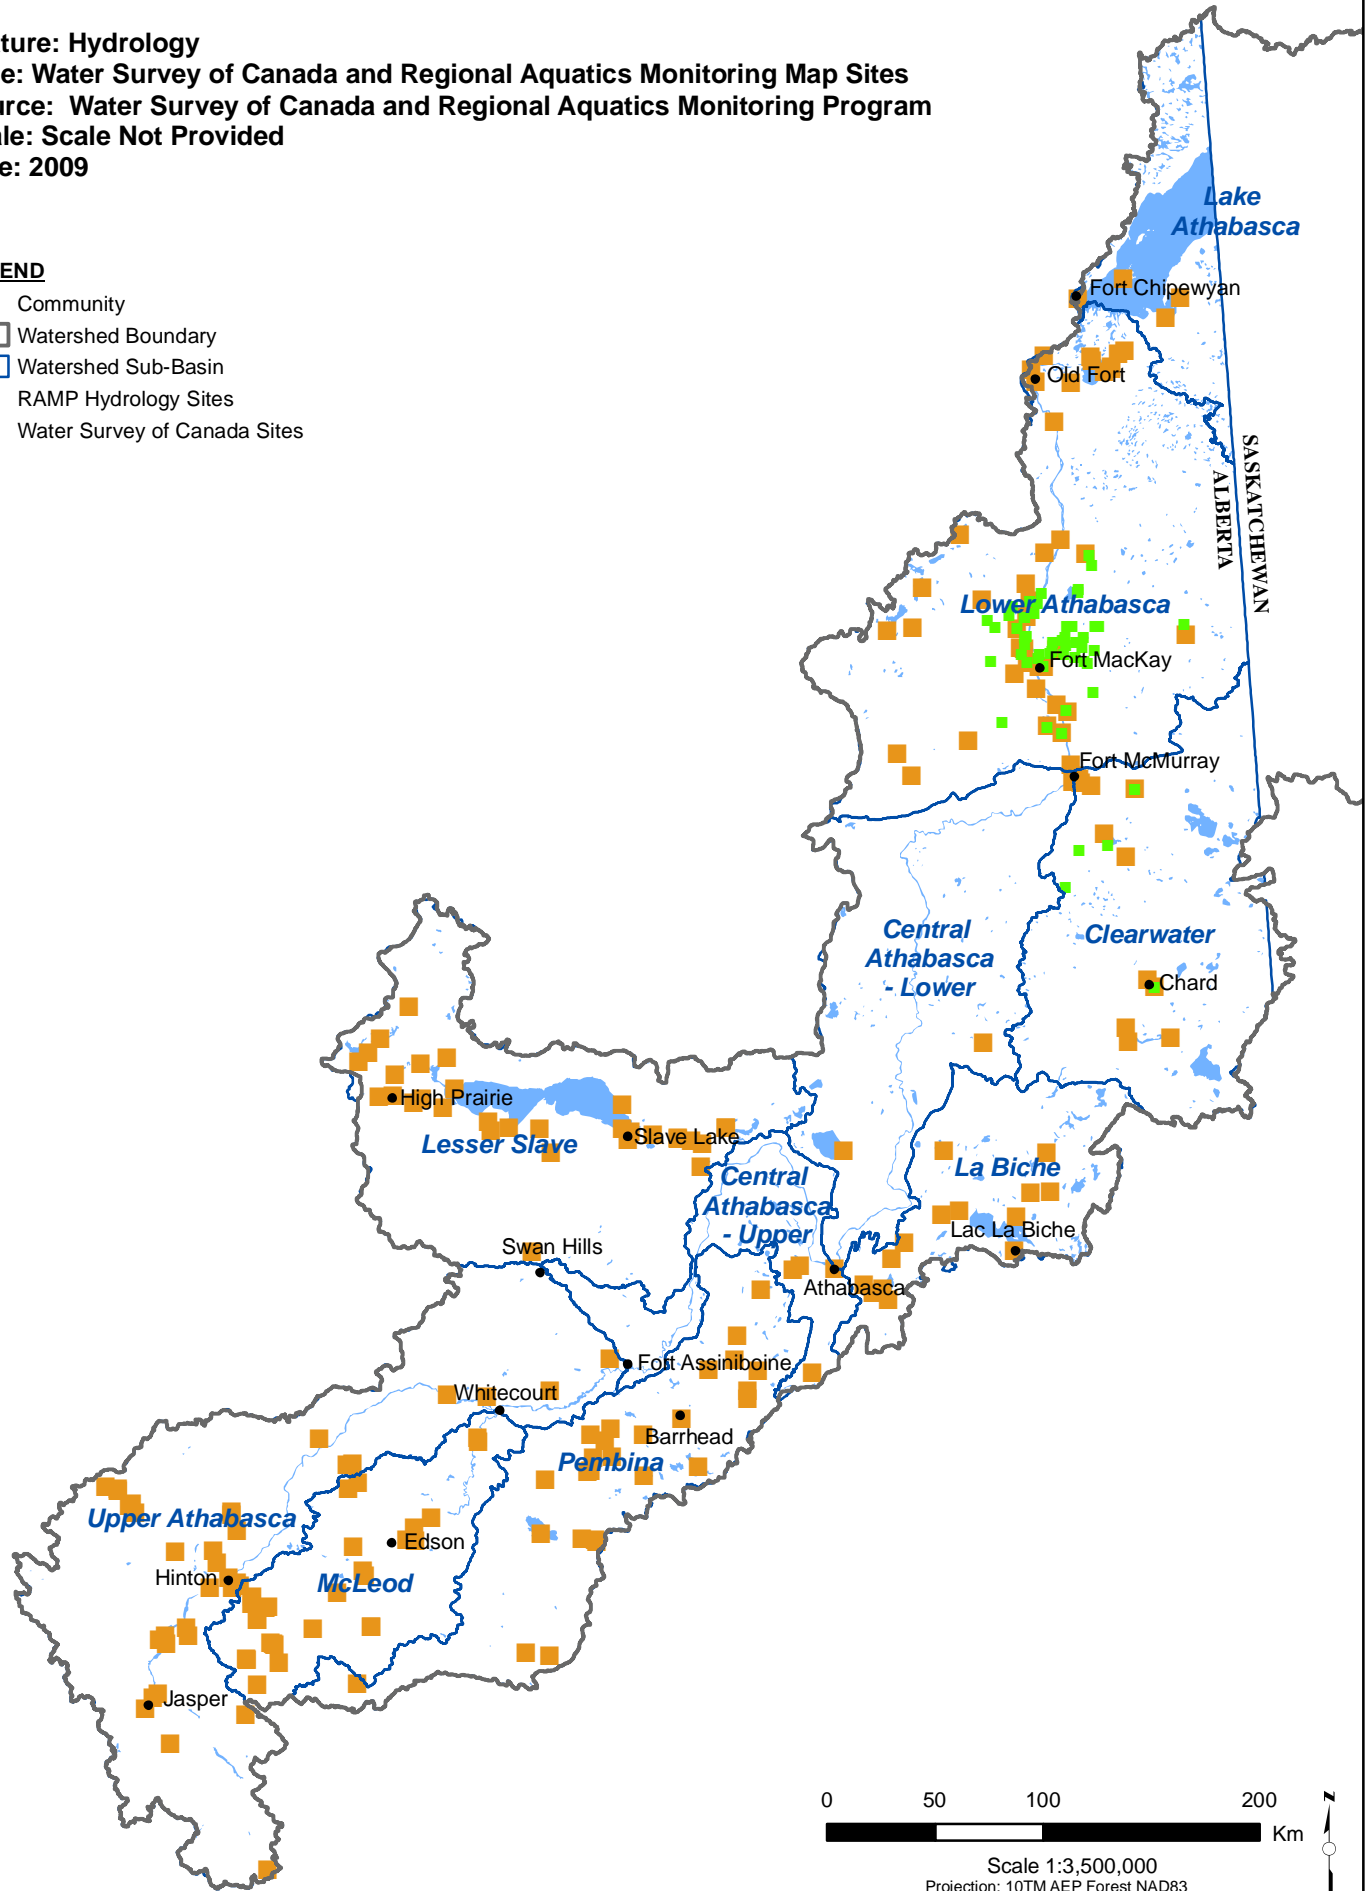 ture: Hydrology
e: Water Survey of Canada and Regional Aquatics Monitoring Map Sites
urce: Water Survey of Canada and Regional Aquatics Monitoring Program
ale: Scale Not Provided
e: 2009
END
Community
Watershed Boundary
Watershed Sub-Basin
RAMP Hydrology Sites
Water Survey of Canada Sites
Lake
Athabasca
Fort Chipewyan
Old Fort
SASKATCHEWAN
ALBERTA
Lower Athabasca
Fort MacKay
Fort McMurray
Central
Athabasca
- Lower
Clearwater
Chard
High Prairie
Lesser Slave
Slave Lake
Central
Athabasca
- Upper
La Biche
Lac La Biche
Swan Hills
Athabasca
Fort Assiniboine
Whitecourt
Barrhead
Pembina
Upper Athabasca
Edson
Hinton
McLeod
Jasper
0 50 100 200
Km
Scale 1:3,500,000
Projection: 10TM AEP Forest NAD83
N